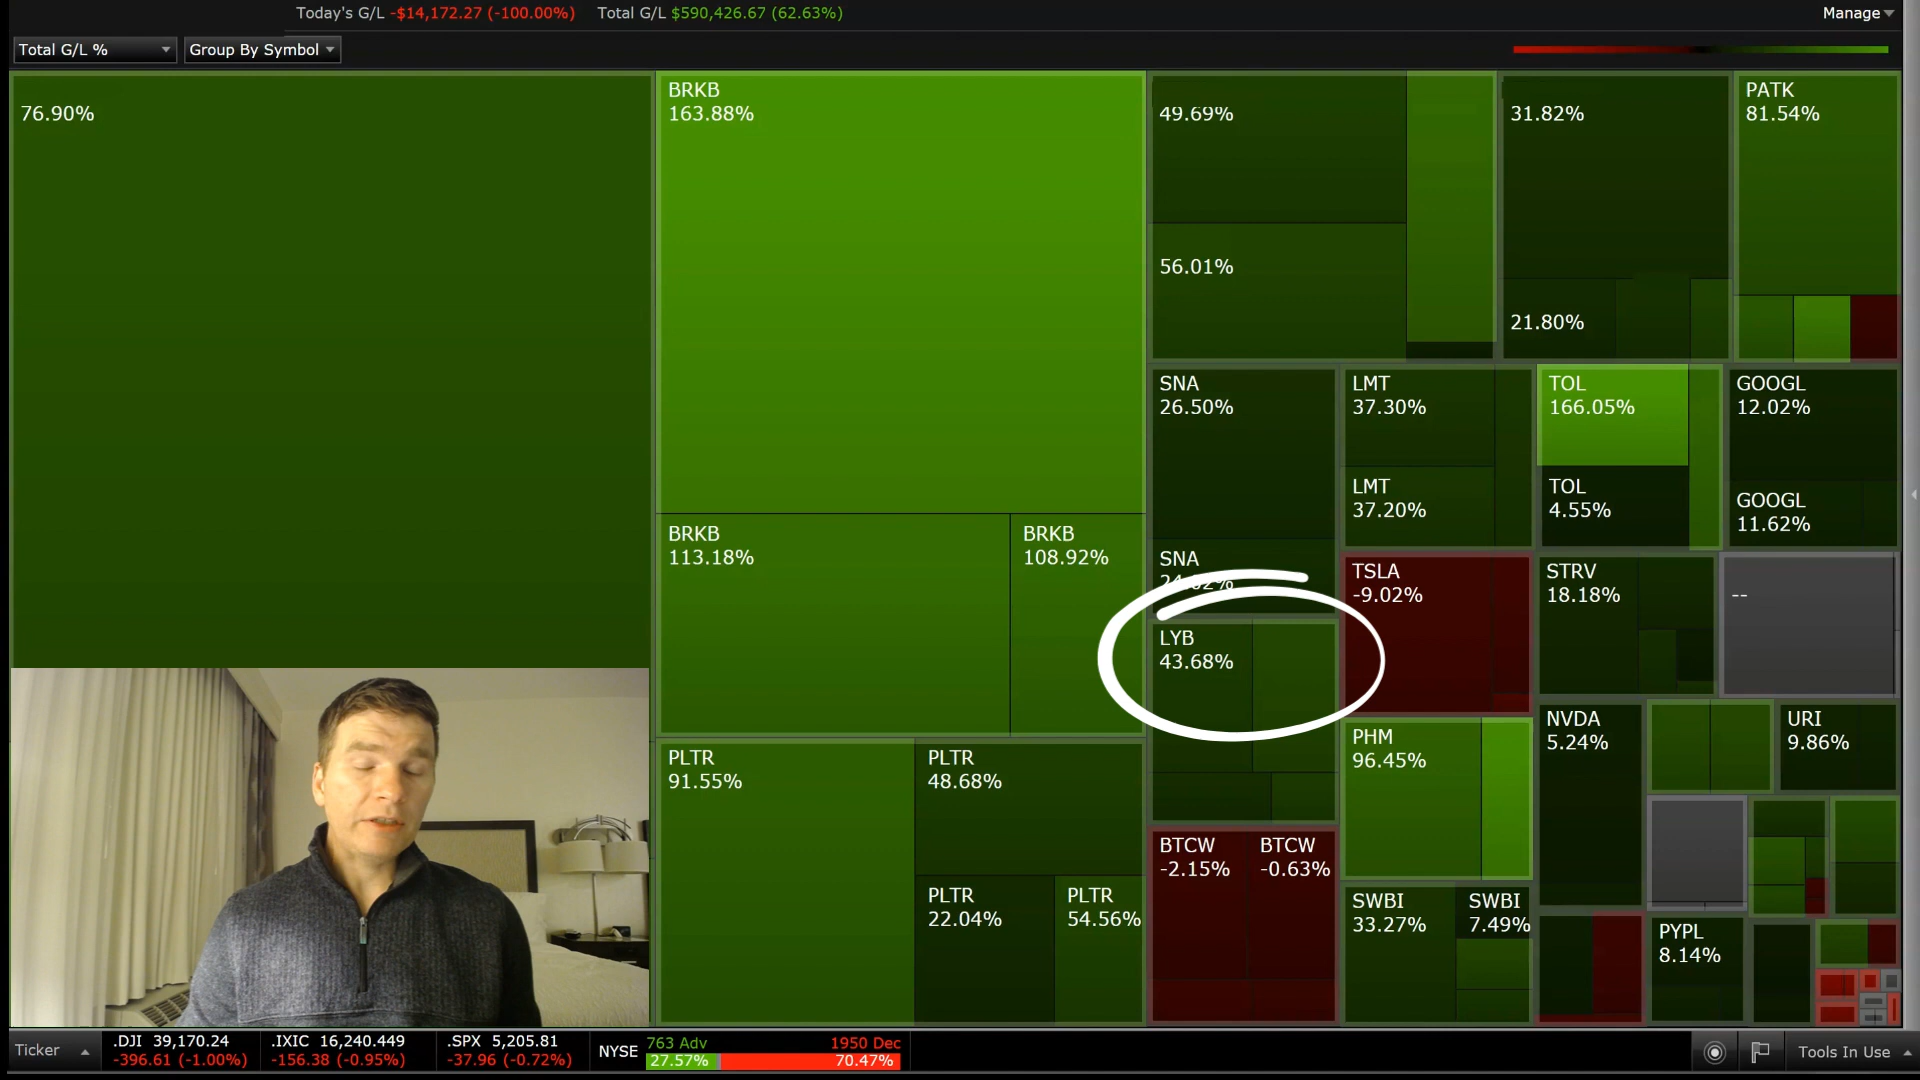 Today's G/L -$14,172.27 (-100.00%) Total G/L $590,426.67 (62.63%)
Manage
Total G/L %
Group By Symbol
76.90%
BRKB
163.88%
BRKB
113.18%
BRKB
108.92%
PLTR
91.55%
PLTR
48.68%
PLTR
22.04%
PLTR
54.56%
49.69%
56.01%
31.82%
21.80%
PATK
81.54%
SNA
26.50%
SNA
LMT
37.30%
LMT
37.20%
TOL
166.05%
TOL
4.55%
GOOGL
12.02%
GOOGL
11.62%
LYB
43.68%
TSLA
-9.02%
STRV
18.18%
--
PHM
96.45%
NVDA
5.24%
URI
9.86%
BTCW
-2.15%
BTCW
-0.63%
SWBI
33.27%
SWBI
7.49%
PYPL
8.14%
Ticker
.DJI 39,170.24
-396.61 (-1.00%)
.IXIC 16,240.449
-156.38 (-0.95%)
.SPX 5,205.81
-37.96 (-0.72%)
NYSE
763 Adv
1950 Dec
27.57%
70.47%
Tools In Use